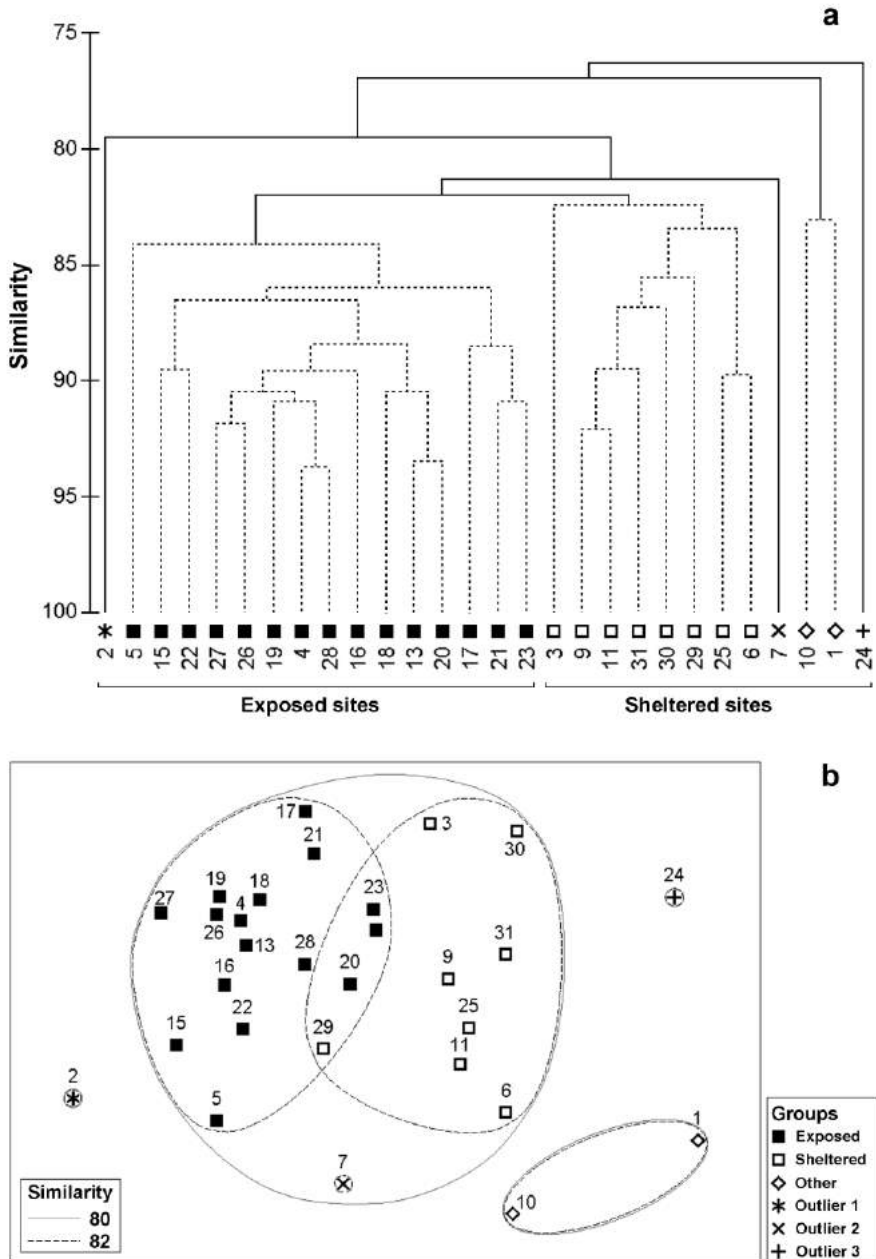 a
75
80
85
90
95
100
Similarity
2 5 15 22 27 26 19 4 28 16 18 13 20 17 21 23 3 9 11 31 30 29 25 6 7 10 1 24
Exposed sites Sheltered sites
b
17
21
3
30
27
19
18
4
26
13
23
24
28
20
16
9
31
15
22
29
25
11
2
5
6
7
1
10
Similarity
80
82
Groups
Exposed
Sheltered
Other
Outlier 1
Outlier 2
Outlier 3